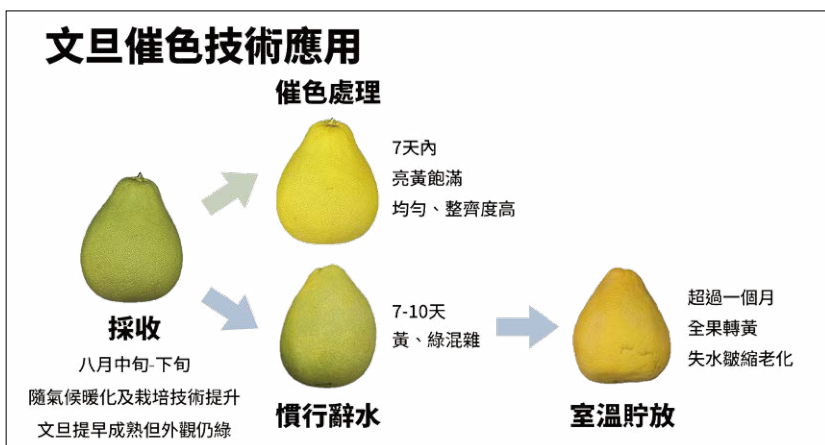 文旦催色技術應用
催色處理
7天內
亮黃飽滿
均勻、整齊度高
採收
八月中旬-下旬
隨氣候暖化及栽培技術提升
文旦提早成熟但外觀仍綠
7-10天
黃、綠混雜
慣行辭水
超過一個月
全果轉黃
失水皺縮老化
室溫貯放